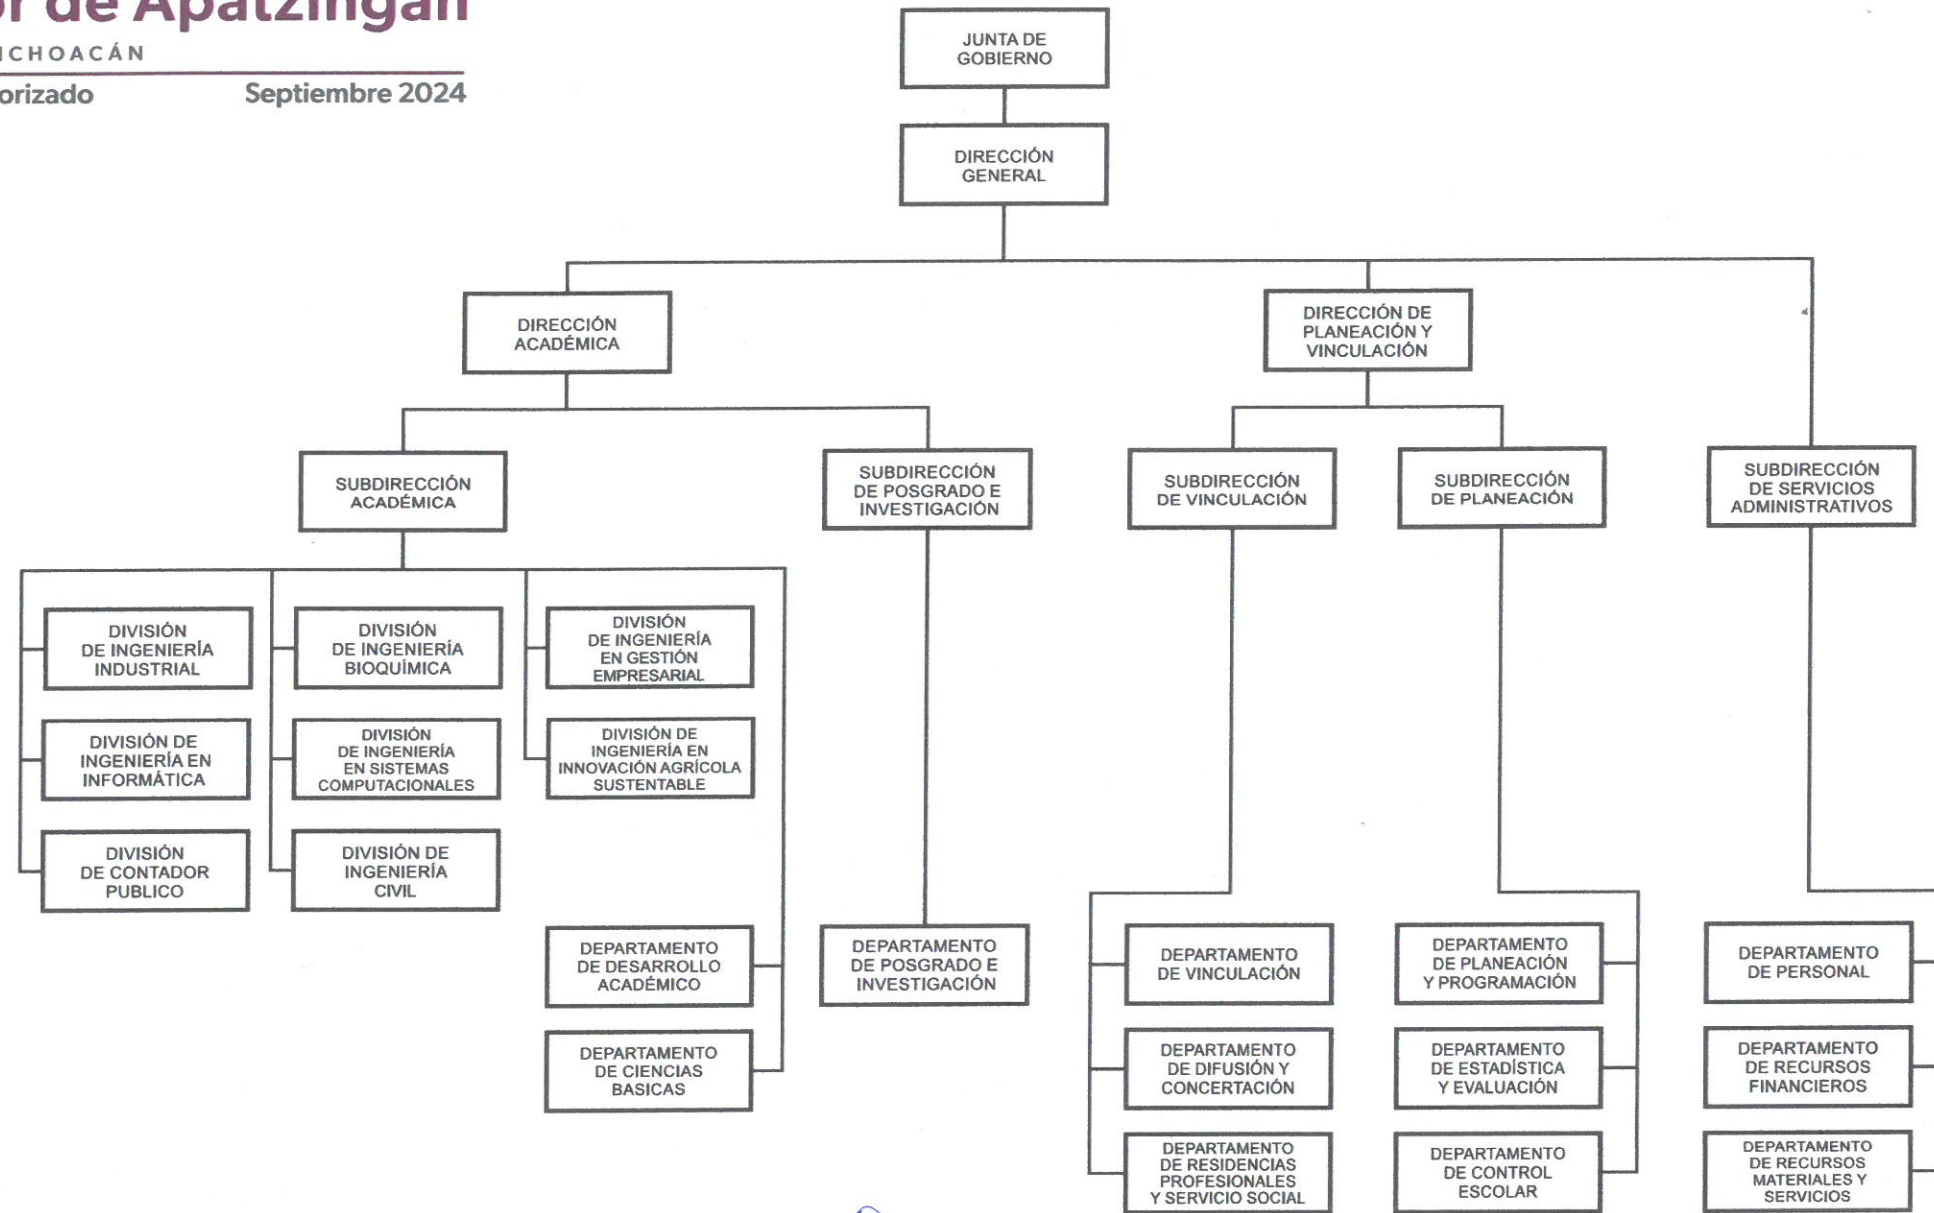 de Apatzingán
MICHOACÁN
Septiembre 2024
JUNTA DE
GOBIERNO
DIRECCIÓN
GENERAL
DIRECCIÓN
ACADÉMICA
DIRECCIÓN DE
PLANEACIÓN Y
VINCULACIÓN
SUBDIRECCIÓN
ACADÉMICA
SUBDIRECCIÓN
DE POSGRADO E
INVESTIGACIÓN
SUBDIRECCIÓN
DE VINCULACIÓN
SUBDIRECCIÓN
DE PLANEACIÓN
SUBDIRECCIÓN
DE SERVICIOS
ADMINISTRATIVOS
DIVISIÓN
DE INGENIERÍA
INDUSTRIAL
DIVISIÓN
DE INGENIERÍA
BIOQUÍMICA
DIVISIÓN
DE INGENIERÍA
EN GESTIÓN
EMPRESARIAL
DIVISIÓN DE
INGENIERÍA EN
INFORMÁTICA
DIVISIÓN
DE INGENIERÍA
EN SISTEMAS
COMPUTACIONALES
DIVISIÓN DE
INGENIERÍA EN
INNOVACIÓN AGRÍCOLA
SUSTENTABLE
DIVISIÓN
DE CONTADOR
PUBLICO
DIVISIÓN DE
INGENIERÍA
CIVIL
DEPARTAMENTO
DE DESARROLLO
ACADÉMICO
DEPARTAMENTO
DE POSGRADO E
INVESTIGACIÓN
DEPARTAMENTO
DE VINCULACIÓN
DEPARTAMENTO
DE PLANEACIÓN
Y PROGRAMACIÓN
DEPARTAMENTO
DE PERSONAL
DEPARTAMENTO
DE CIENCIAS
BASICAS
DEPARTAMENTO
DE DIFUSIÓN Y
CONCERTACIÓN
DEPARTAMENTO
DE ESTADÍSTICA
Y EVALUACIÓN
DEPARTAMENTO
DE RECURSOS
FINANCIEROS
DEPARTAMENTO
DE RESIDENCIAS
PROFESIONALES
Y SERVICIO SOCIAL
DEPARTAMENTO
DE CONTROL
ESCOLAR
DEPARTAMENTO
DE RECURSOS
MATERIALES Y
SERVICIOS